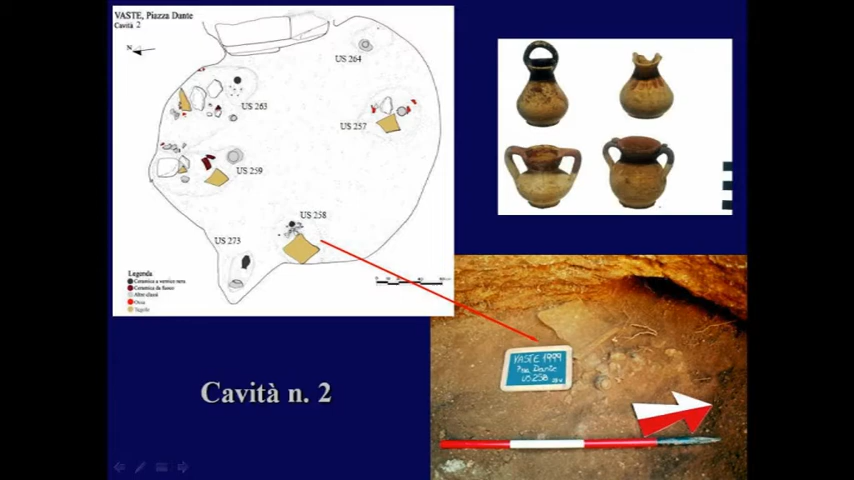 VASTE, Piazza Dante
Cavità 2
N
US 264
US 263
US 257
US 259
US 258
US 273
Legenda
Ceramica a vernice nera
Ceramica da fuoco
Altre classi
Ossa
Tegole
VASTE 1999
P.za Dante
US 258
Cavità n. 2